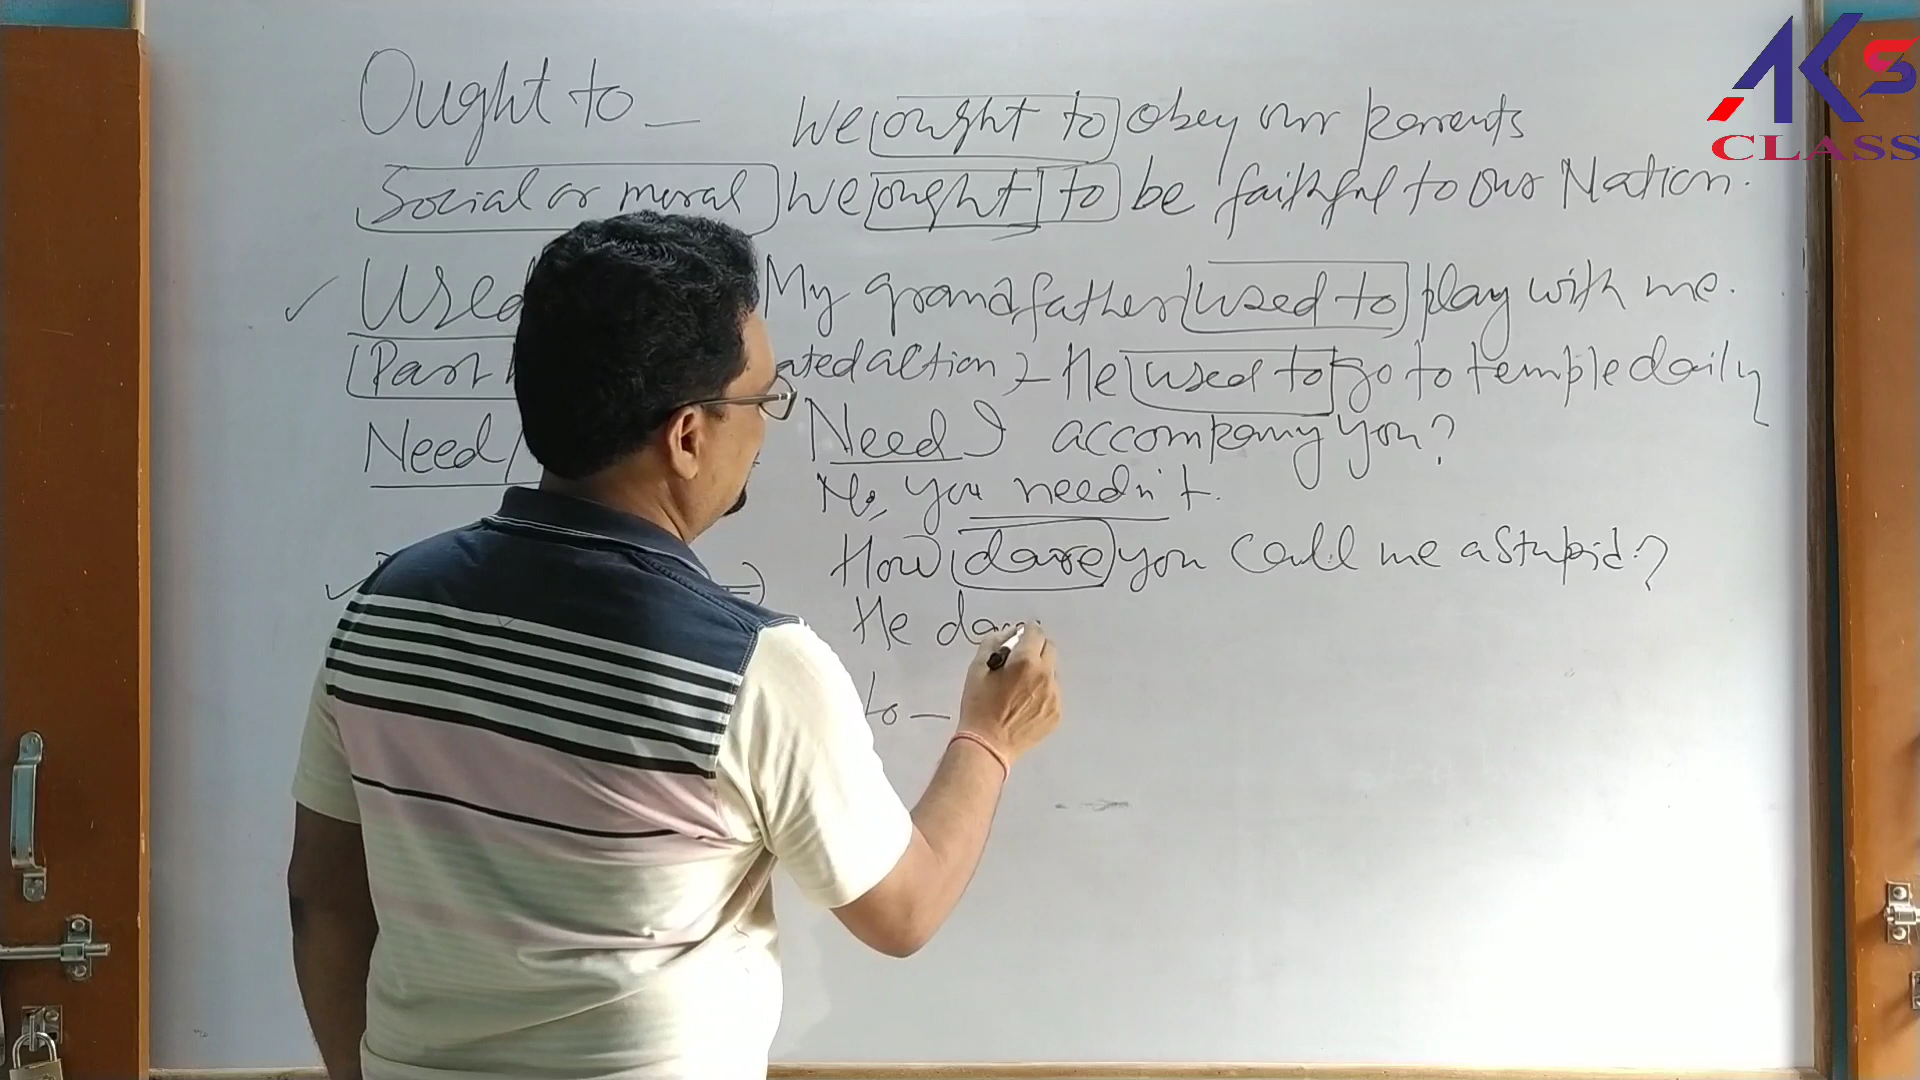 Ought to _ We ought to obey our parents
Social or moral We ought to be faithful to our Nation.
Used My grandfather used to play with me.
Past ated action He used to go to temple daily
Need Need I accompany you?
No, you needn't.
How dare you call me a stupid?
He dar
to _
AKS
CLASS